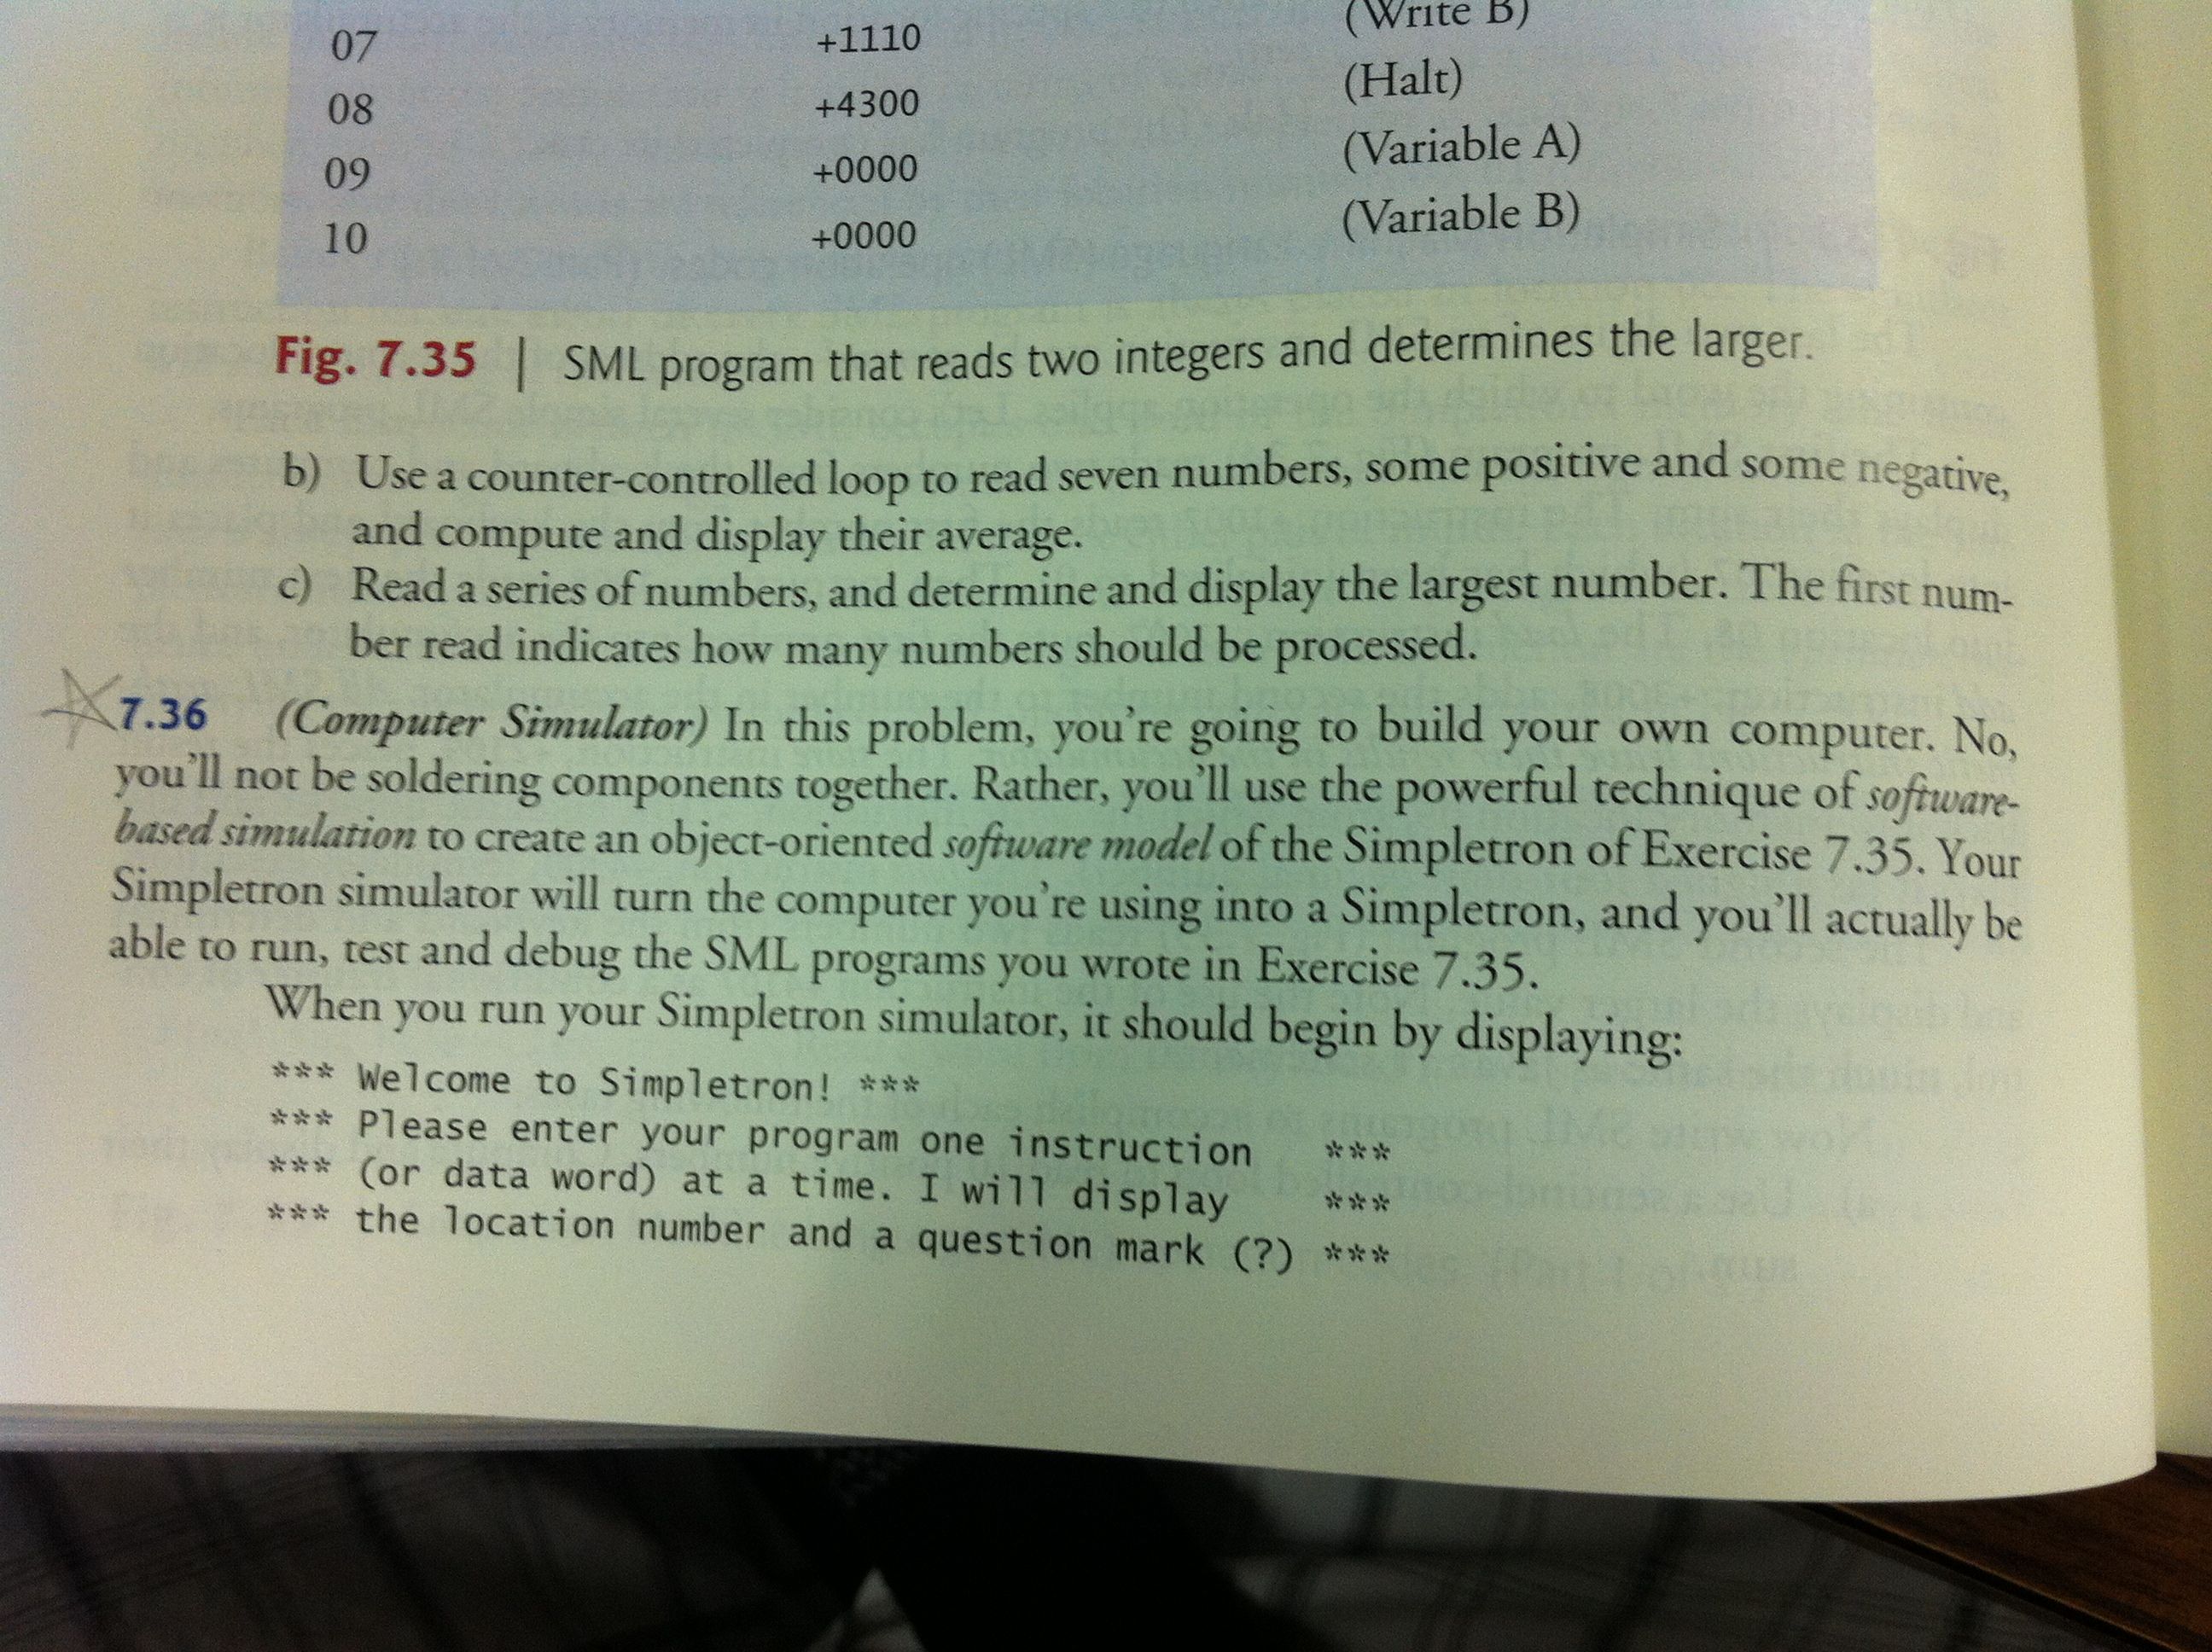 07 +1110 (Write B)
08 +4300 (Halt)
09 +0000 (Variable A)
10 +0000 (Variable B)
Fig. 7.35 | SML program that reads two integers and determines the larger.
b) Use a counter-controlled loop to read seven numbers, some positive and some negative,
and compute and display their average.
c) Read a series of numbers, and determine and display the largest number. The first num-
ber read indicates how many numbers should be processed.
7.36 (Computer Simulator) In this problem, you're going to build your own computer. No,
you'll not be soldering components together. Rather, you'll use the powerful technique of software-
based simulation to create an object-oriented software model of the Simpletron of Exercise 7.35. Your
Simpletron simulator will turn the computer you're using into a Simpletron, and you'll actually be
able to run, test and debug the SML programs you wrote in Exercise 7.35.
When you run your Simpletron simulator, it should begin by displaying:
*** Welcome to Simpletron! ***
*** Please enter your program one instruction ***
*** (or data word) at a time. I will display ***
*** the location number and a question mark (?) ***